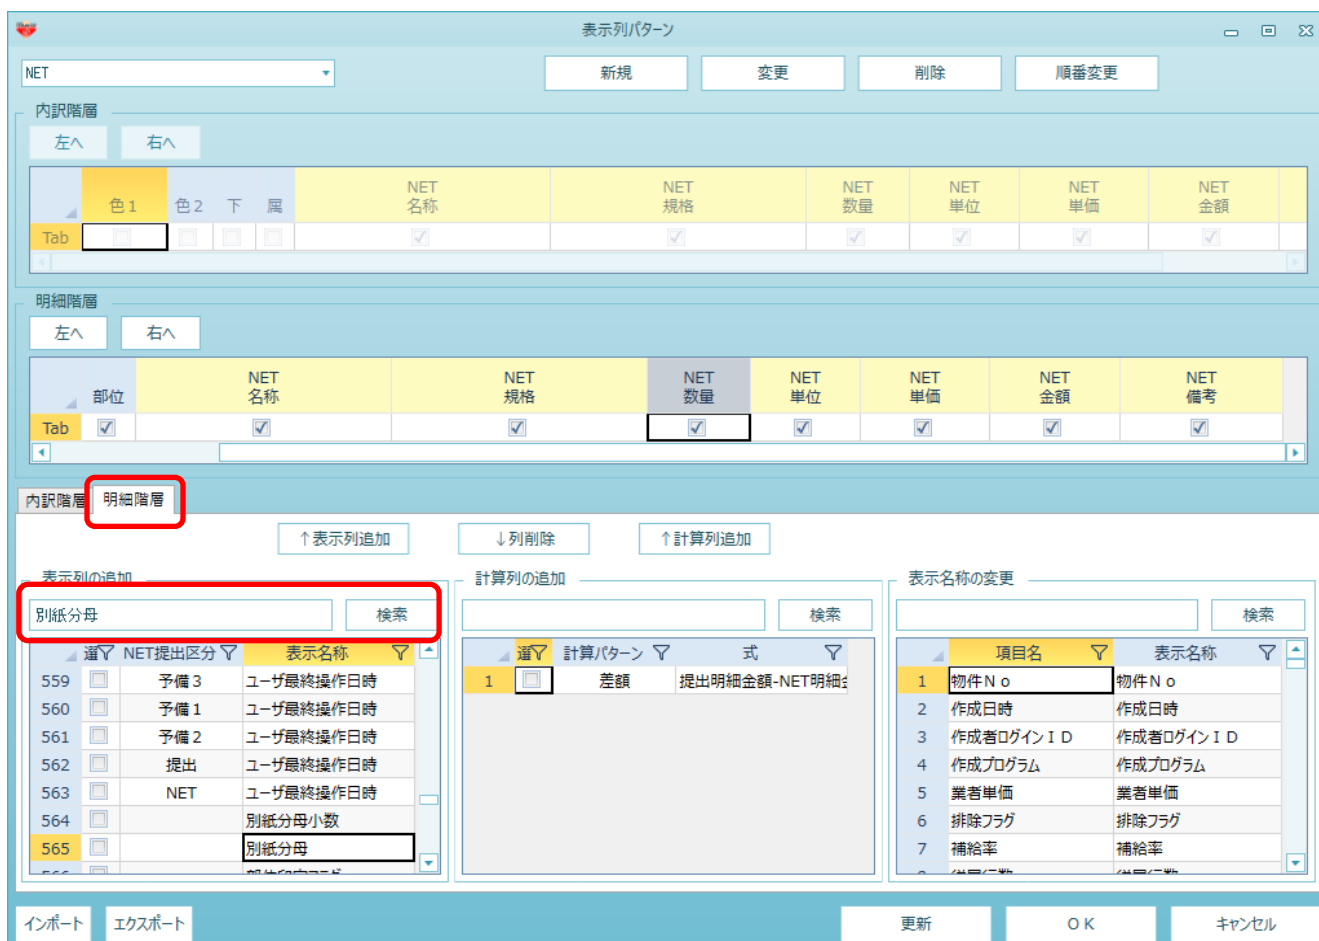 表示列パターン
NET
新規
変更
削除
順番変更
内訳階層
左へ
右へ
色1
色2
下
属
NET
名称
NET
規格
NET
数量
NET
単位
NET
単価
NET
金額
Tab
明細階層
左へ
右へ
部位
NET
名称
NET
規格
NET
数量
NET
単位
NET
単価
NET
金額
NET
備考
Tab
内訳階層
明細階層
↑表示列追加
↓列削除
↑計算列追加
表示列の追加
別紙分母
検索
選 NET提出区分 表示名称
559 予備3 ユーザ最終操作日時
560 予備1 ユーザ最終操作日時
561 予備2 ユーザ最終操作日時
562 提出 ユーザ最終操作日時
563 NET ユーザ最終操作日時
564 別紙分母小数
565 別紙分母
計算列の追加
検索
選 計算パターン 式
1 差額 提出明細金額-NET明細
表示名称の変更
検索
項目名 表示名称
1 物件Ｎｏ 物件Ｎｏ
2 作成日時 作成日時
3 作成者ログインＩＤ 作成者ログインＩＤ
4 作成プログラム 作成プログラム
5 業者単価 業者単価
6 排除フラグ 排除フラグ
7 補給率 補給率
インポート
エクスポート
更新
ＯＫ
キャンセル